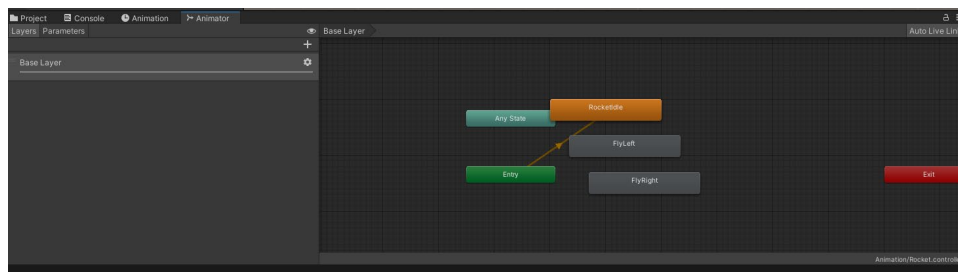 Project Console Animation Animator
Layers Parameters Base Layer Auto Live Lin
Base Layer
RocketIdle
Any State
FlyLeft
Entry Exit
FlyRight
Animation/Rocket.controlle